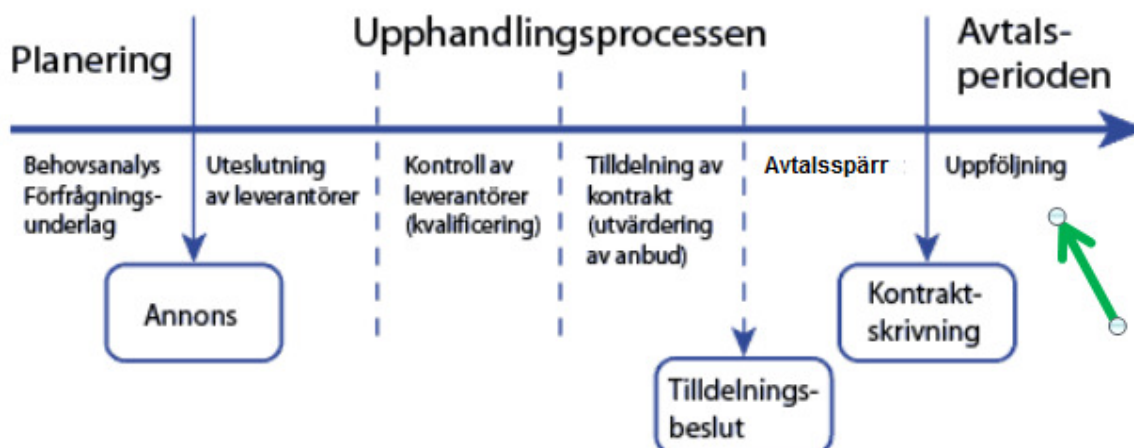 Planering
Upphandlingsprocessen
Avtals-
perioden
Behovsanalys
Förfrågnings-
underlag
Uteslutning
av leverantörer
Kontroll av
leverantörer
(kvalificering)
Tilldelning av
kontrakt
(utvärdering
av anbud)
Avtalsspärr
Uppföljning
Annons
Tilldelnings-
beslut
Kontrakt-
skrivning